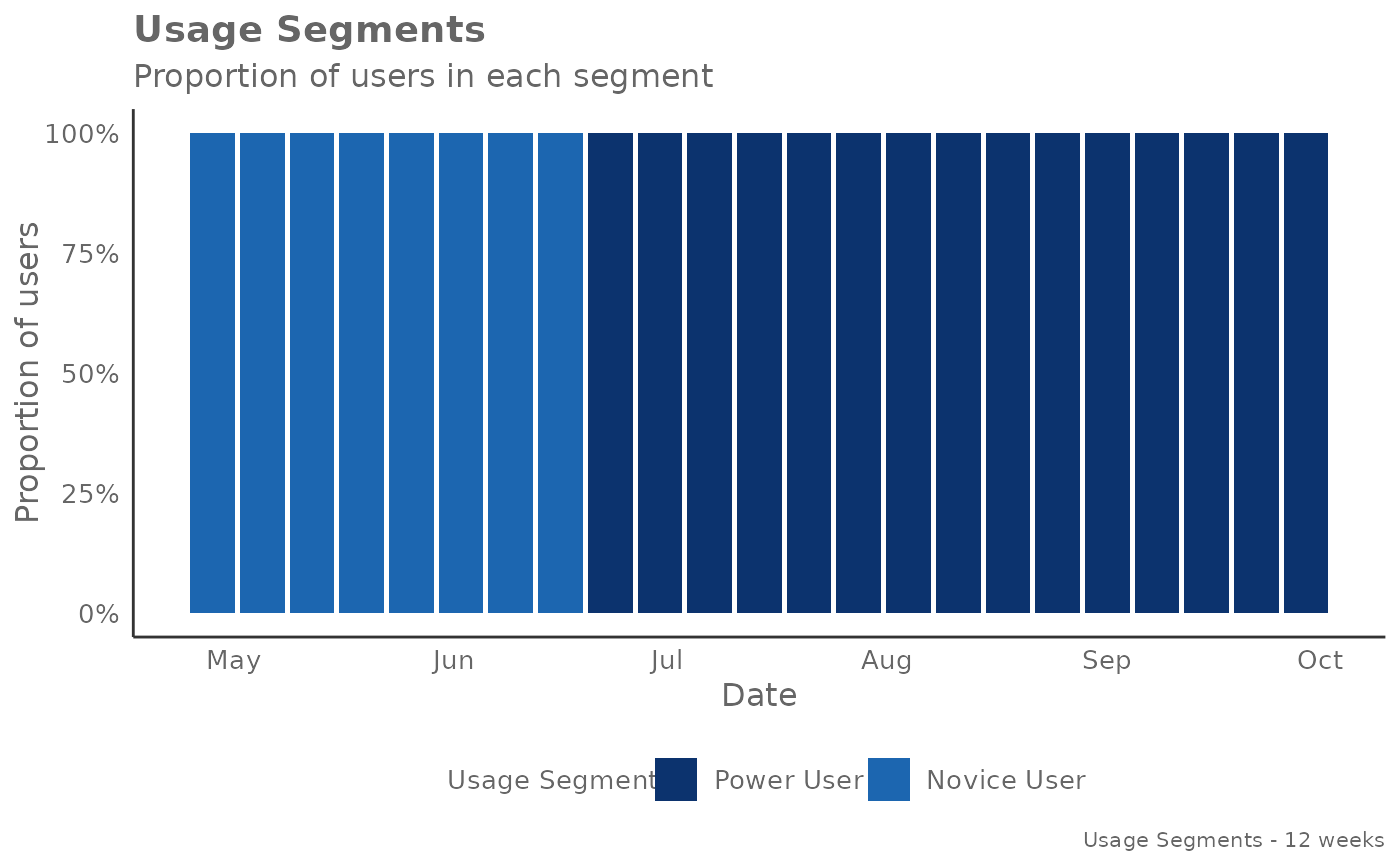 Usage Segments
Proportion of users in each segment
Proportion of users
100%
75%
50%
25%
0%
May Jun Jul Aug Sep Oct
Date
Usage Segment Power User Novice User
Usage Segments - 12 weeks